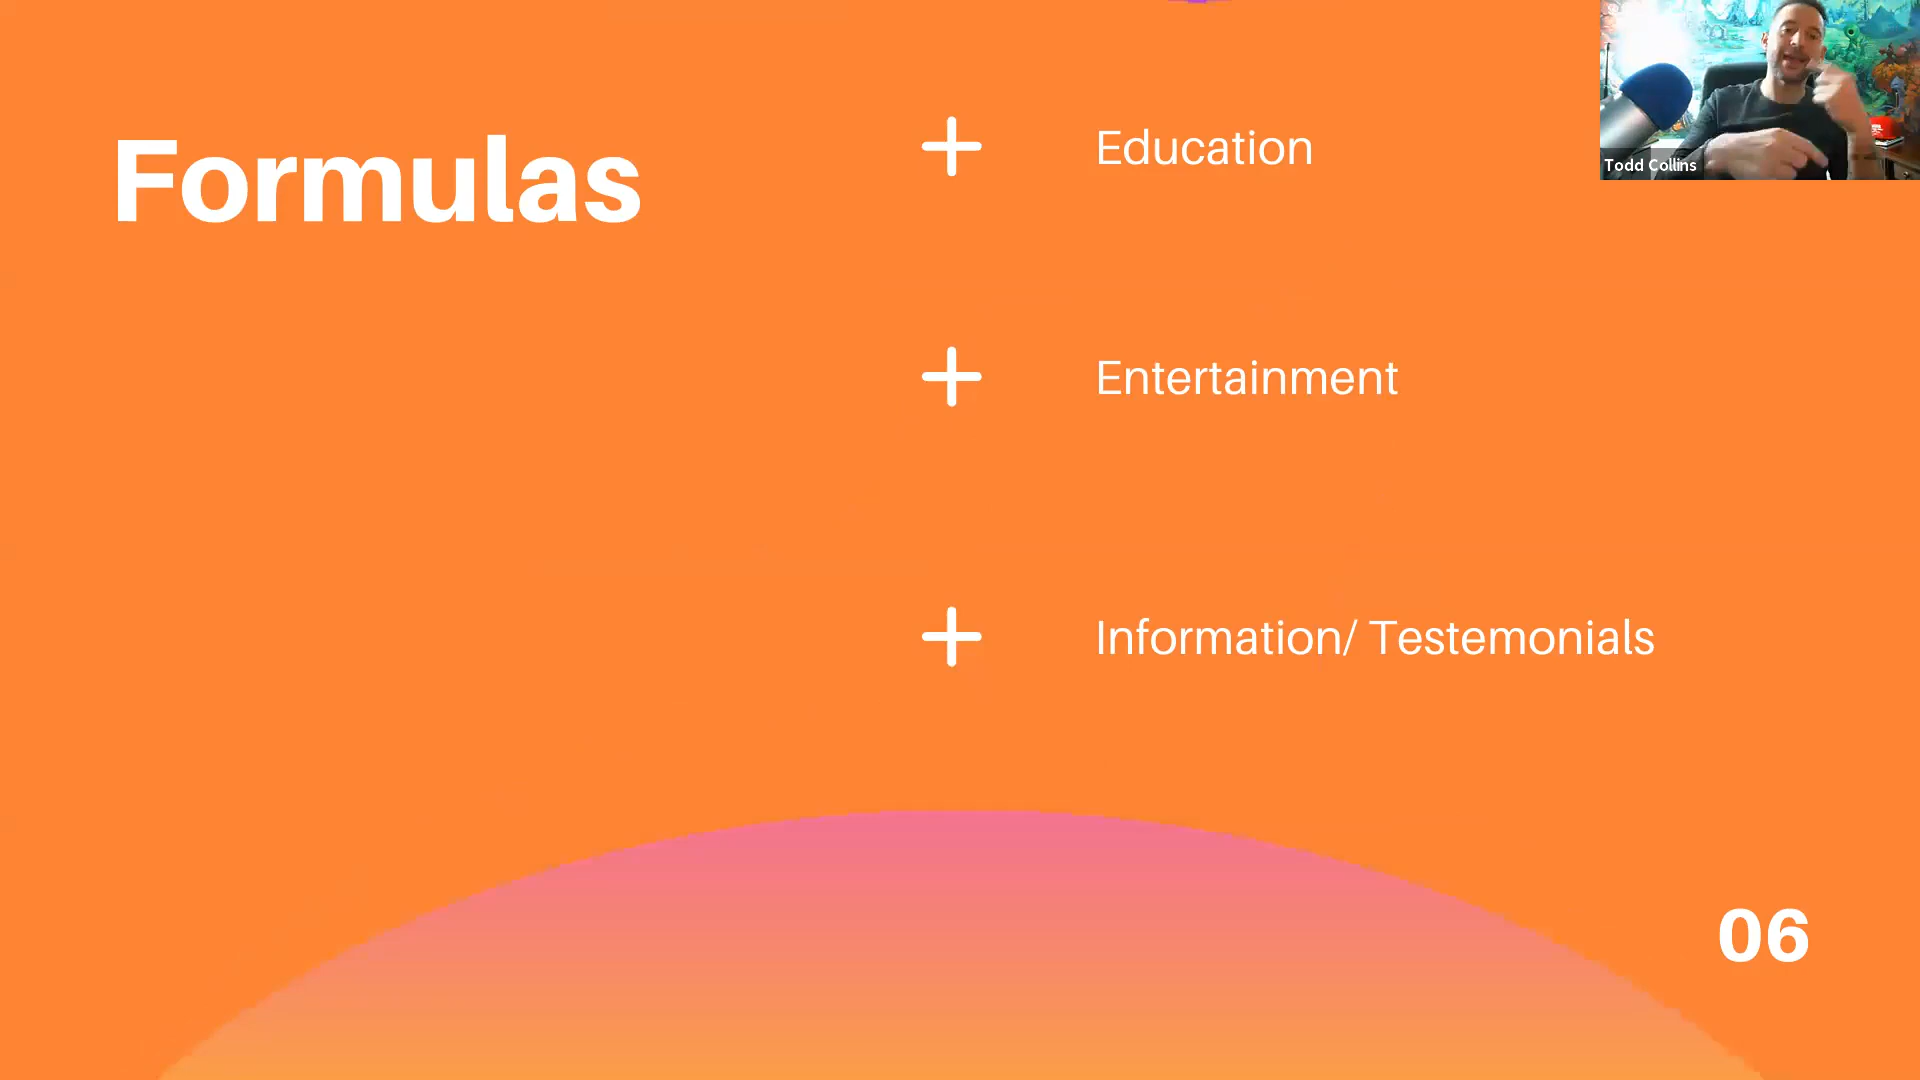 Formulas
Education
Entertainment
Information/ Testemonials
06
Todd Collins